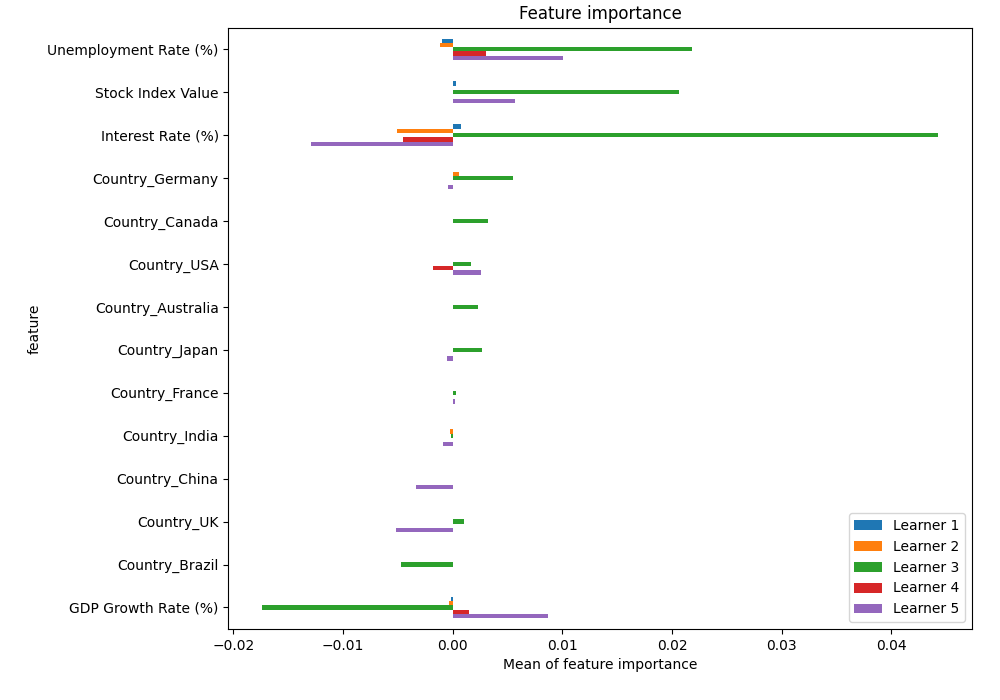 Feature importance
Unemployment Rate (%)
Stock Index Value
Interest Rate (%)
Country_Germany
Country_Canada
Country_USA
Country_Australia
Country_Japan
Country_France
Country_India
Country_China
Country_UK
Country_Brazil
GDP Growth Rate (%)
feature
Learner 1
Learner 2
Learner 3
Learner 4
Learner 5
−0.02 −0.01 0.00 0.01 0.02 0.03 0.04
Mean of feature importance